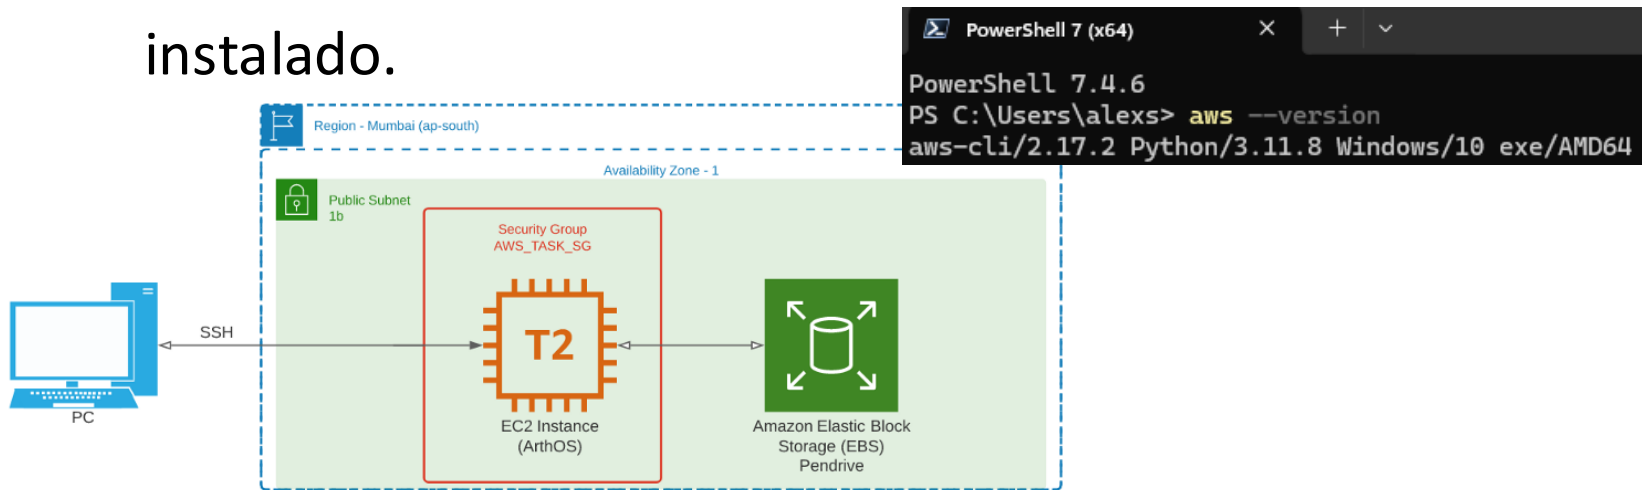 instalado.
PowerShell 7 (x64)
PowerShell 7.4.6
PS C:\Users\alexs> aws --version
aws-cli/2.17.2 Python/3.11.8 Windows/10 exe/AMD64
Region - Mumbai (ap-south)
Availability Zone - 1
Public Subnet
1b
Security Group
AWS_TASK_SG
SSH
T2
PC
EC2 Instance
(ArthOS)
Amazon Elastic Block
Storage (EBS)
Pendrive